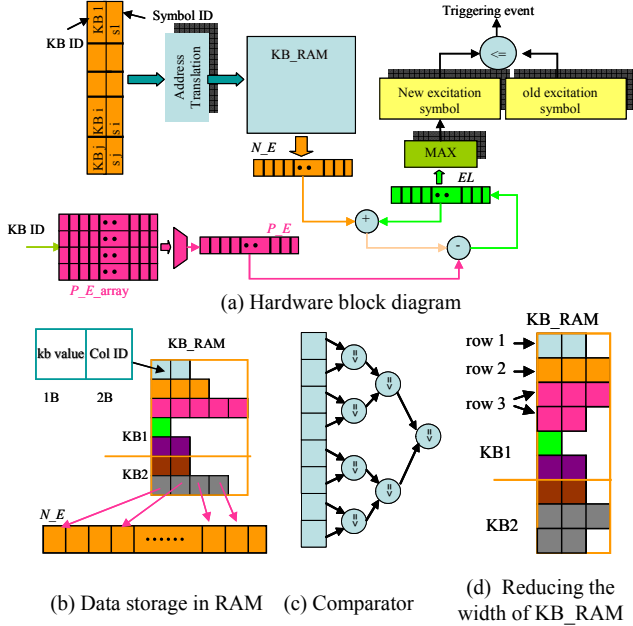 Triggering event
KB 1
s1
Symbol ID
KB ID
Address
Translation
KB_RAM
<=
New excitation
symbol
old excitation
symbol
KB i
s i
KB j
s j
MAX
N_E
EL
KB ID
P_E
+
-
P_E_array
(a) Hardware block diagram
KB_RAM
kb value
Col ID
1B
2B
KB1
KB2
N_E
(b) Data storage in RAM
<=
<=
<=
<=
<=
<=
<=
(c) Comparator
KB_RAM
row 1
row 2
row 3
KB1
KB2
(d) Reducing the
width of KB_RAM